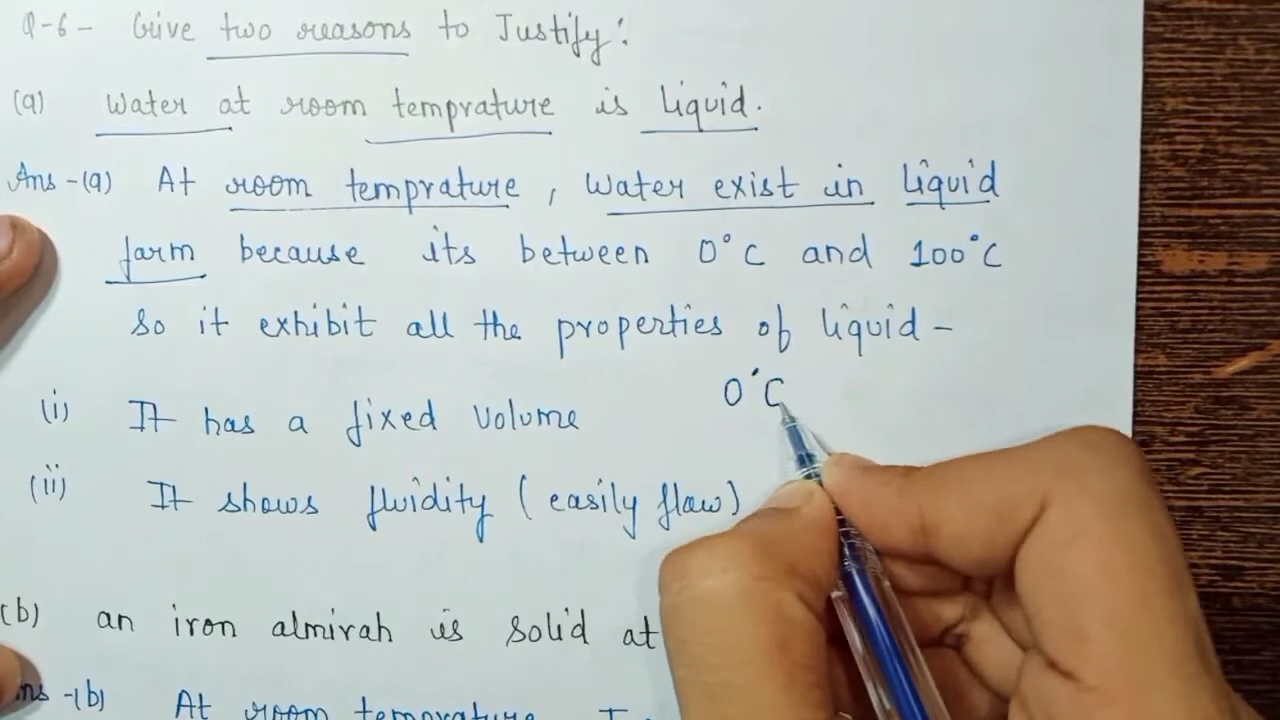 Q-6- Give two reasons to Justify:
(a) Water at room temprature is liquid.
Ans-(a) At room temprature, water exist in liquid
farm because its between 0°C and 100°C
so it exhibit all the properties of liquid-
0°C
(i) It has a fixed volume
(ii) It shows fluidity (easily flaw)
(b) an iron almirah is solid at
-(b) At room temprature